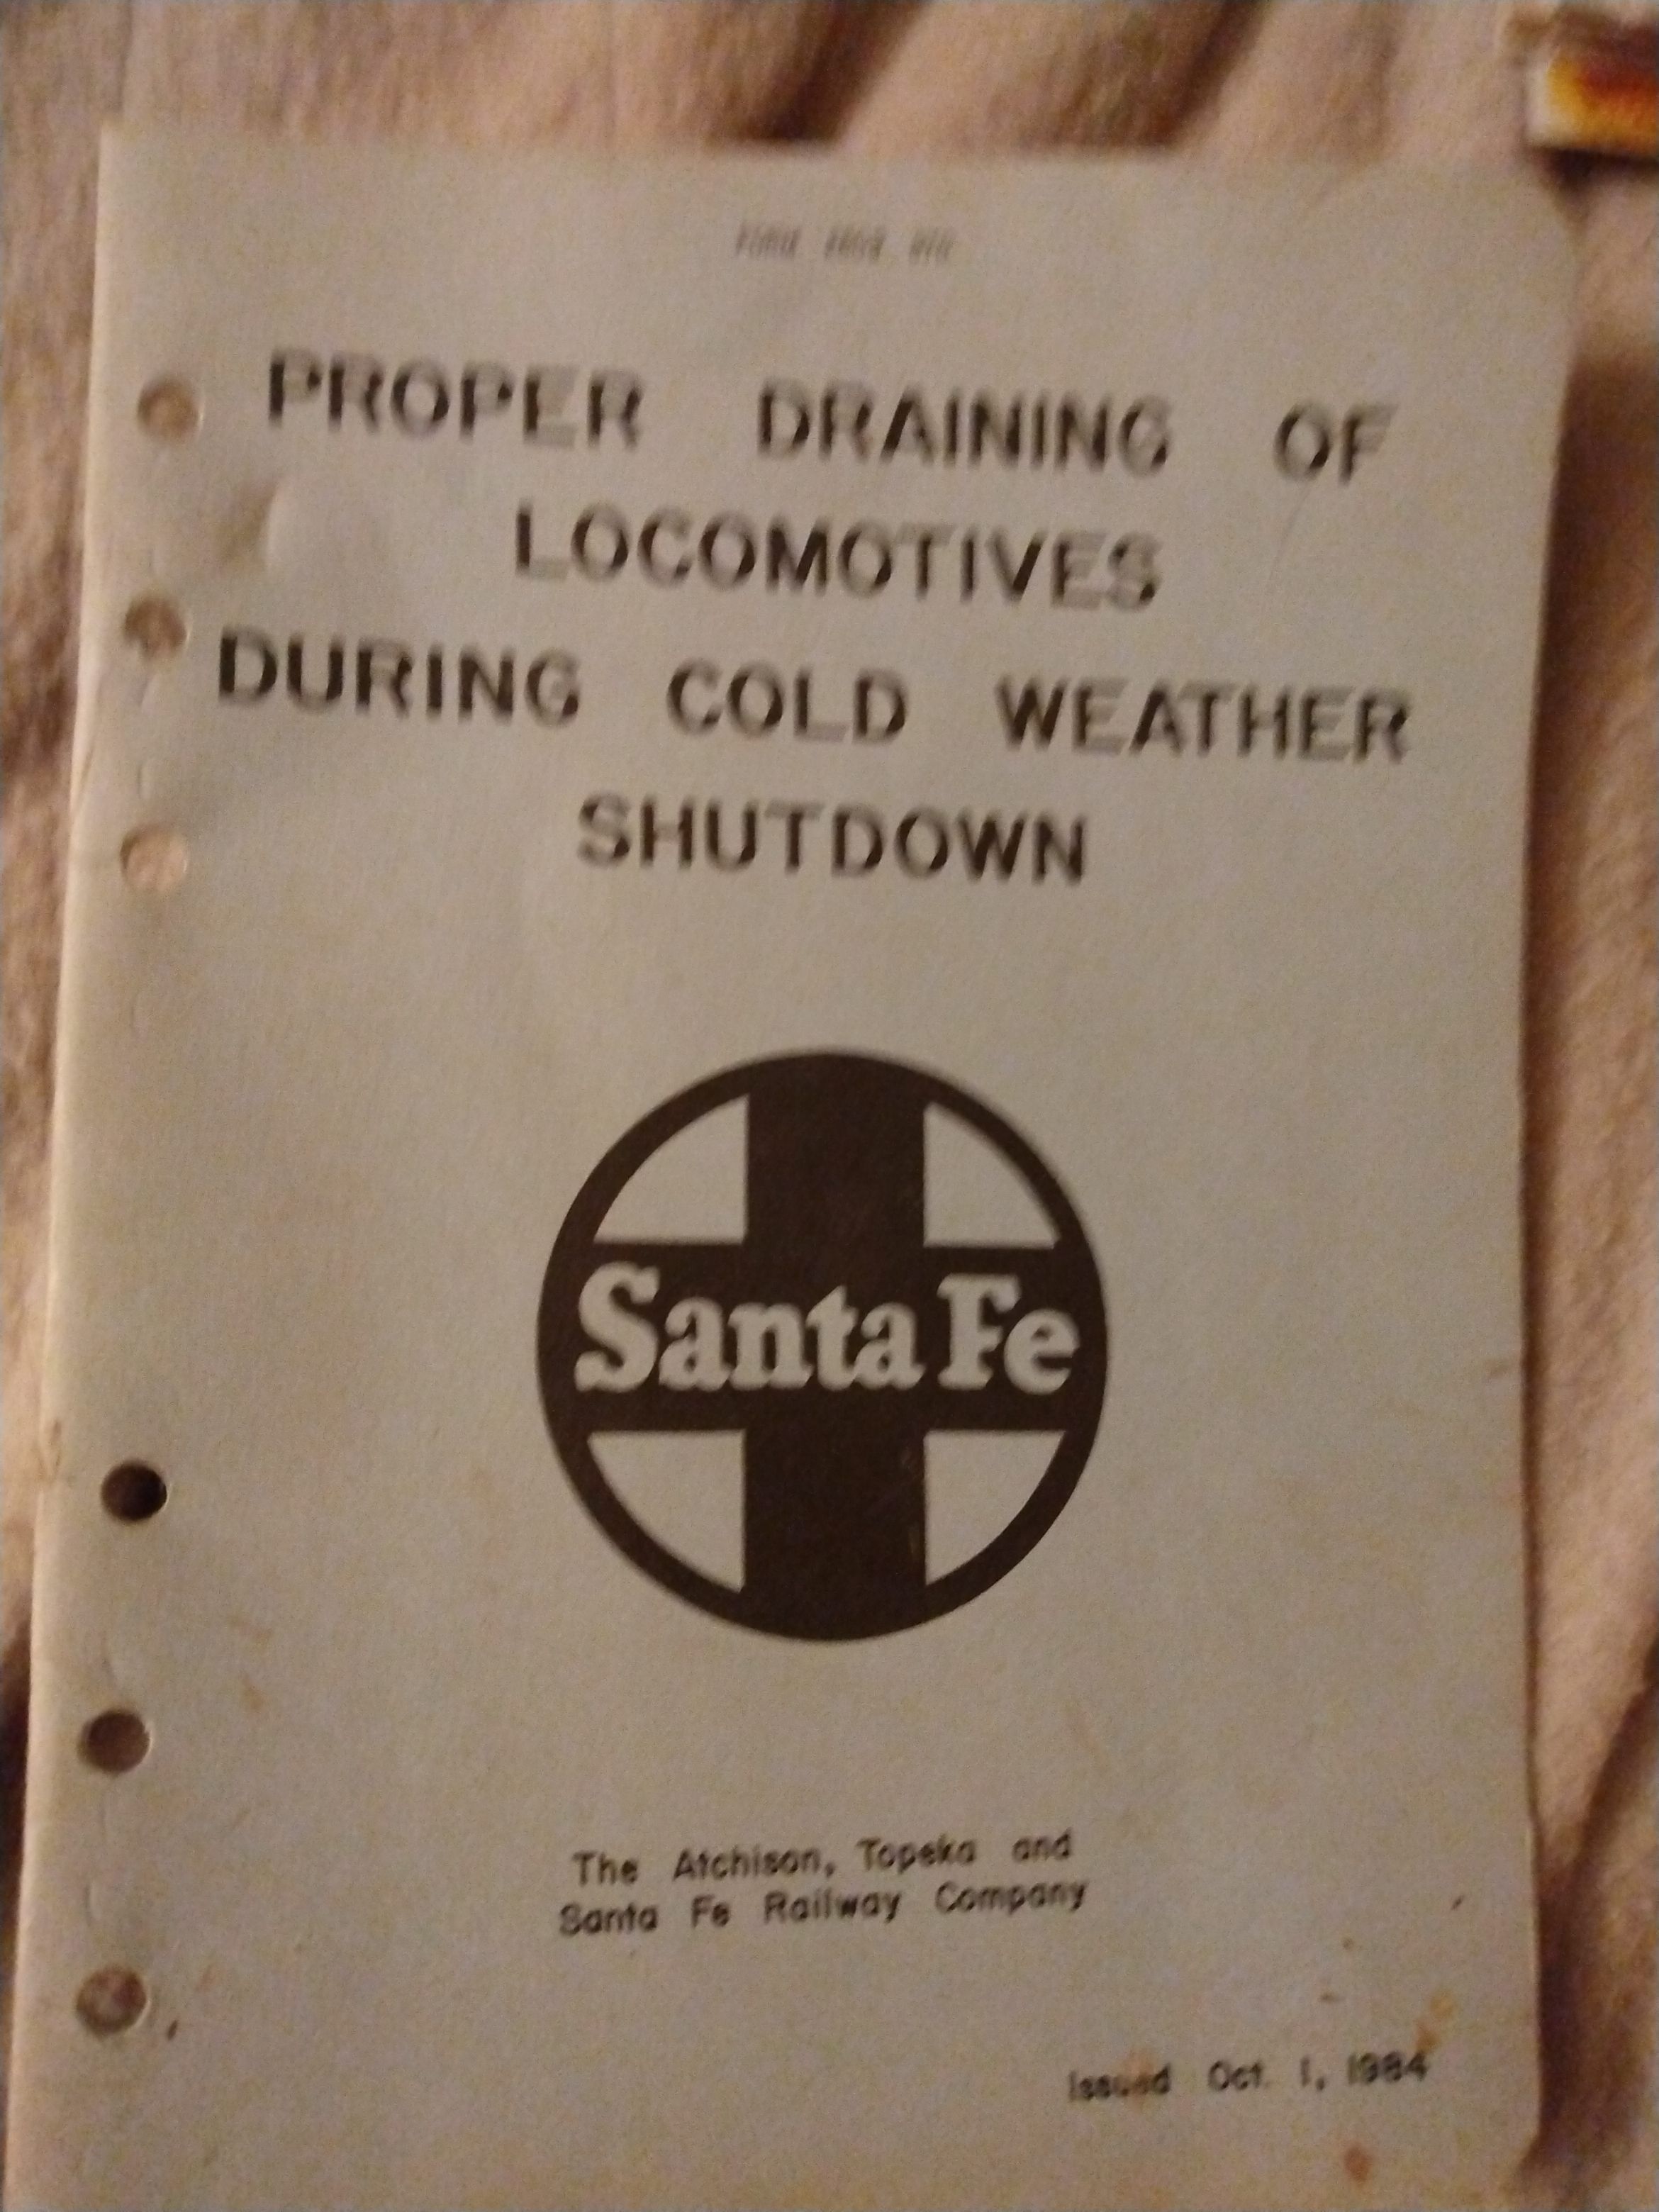 PROPER DRAINING OF
LOCOMOTIVES
DURING COLD WEATHER
SHUTDOWN
Santa Fe
The Atchison, Topeka and
Santa Fe Railway Company
Issued Oct. 1, 1984